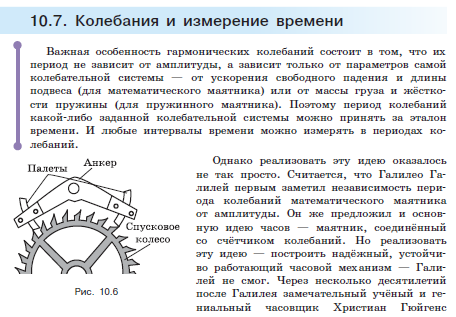 10.7. Колебания и измерение времени
Важная особенность гармонических колебаний состоит в том, что их
период не зависит от амплитуды, а зависит только от параметров самой
колебательной системы — от ускорения свободного падения и длины
подвеса (для математического маятника) или от массы груза и жёстко-
сти пружины (для пружинного маятника). Поэтому период колебаний
какой-либо заданной колебательной системы можно принять за эталон
времени. И любые интервалы времени можно измерять в периодах ко-
лебаний.
Палеты
Анкер
Спусковое
колесо
Рис. 10.6
Однако реализовать эту идею оказалось
не так просто. Считается, что Галилео Га-
лилей первым заметил независимость пери-
ода колебаний математического маятника
от амплитуды. Он же предложил и основ-
ную идею часов — маятник, соединённый
со счётчиком колебаний. Но реализовать
эту идею — построить надёжный, устойчи-
во работающий часовой механизм — Гали-
лей не смог. Через несколько десятилетий
после Галилея замечательный учёный и ге-
ниальный часовщик Христиан Гюйгенс